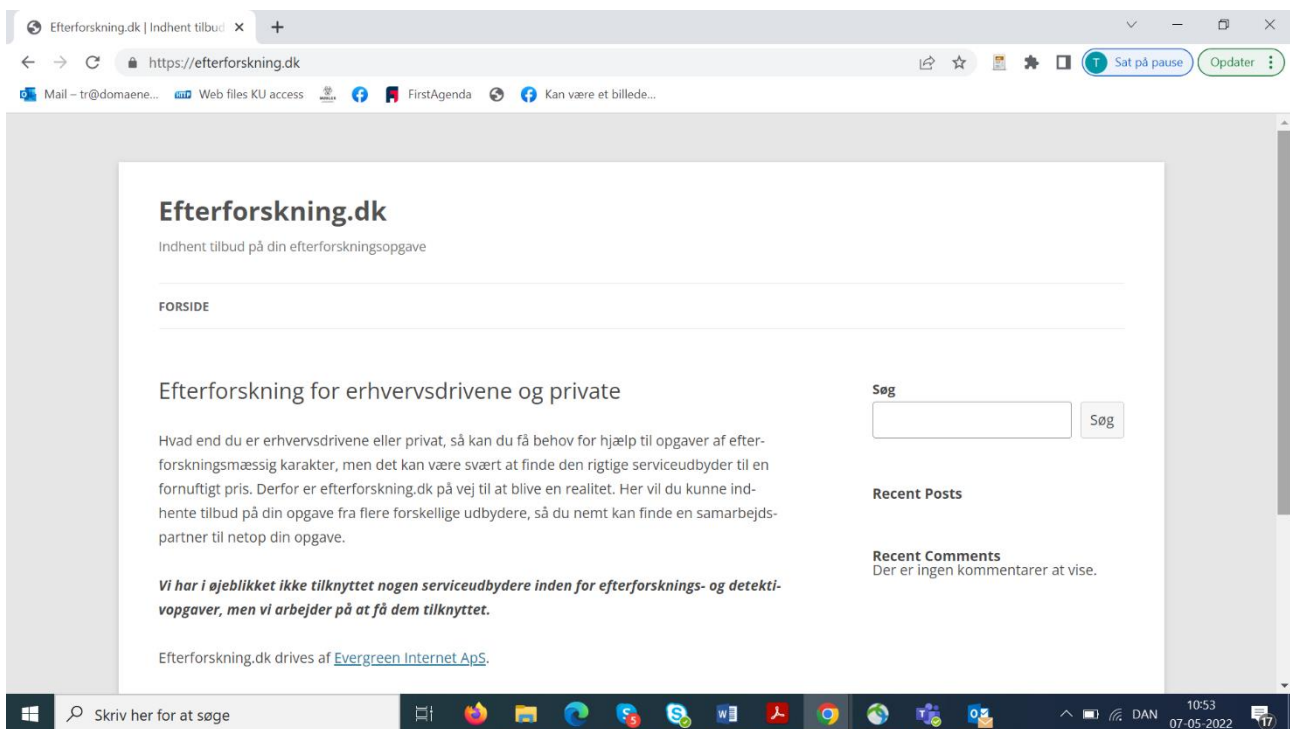 Efterforskning.dk | Indhent tilbud
https://efterforskning.dk
Sat på pause
Opdater
Mail – tr@domaene...
Web files KU access
FirstAgenda
Kan være et billede...
Efterforskning.dk
Indhent tilbud på din efterforskningsopgave
FORSIDE
Efterforskning for erhvervsdrivene og private
Hvad end du er erhvervsdrivene eller privat, så kan du få behov for hjælp til opgaver af efter-
forskningsmæssig karakter, men det kan være svært at finde den rigtige serviceudbyder til en
fornuftigt pris. Derfor er efterforskning.dk på vej til at blive en realitet. Her vil du kunne ind-
hente tilbud på din opgave fra flere forskellige udbydere, så du nemt kan finde en samarbejds-
partner til netop din opgave.
Vi har i øjeblikket ikke tilknyttet nogen serviceudbydere inden for efterforsknings- og detekti-
vopgaver, men vi arbejder på at få dem tilknyttet.
Efterforskning.dk drives af Evergreen Internet ApS.
Søg
Søg
Recent Posts
Recent Comments
Der er ingen kommentarer at vise.
Skriv her for at søge
DAN
10:53
07-05-2022
17